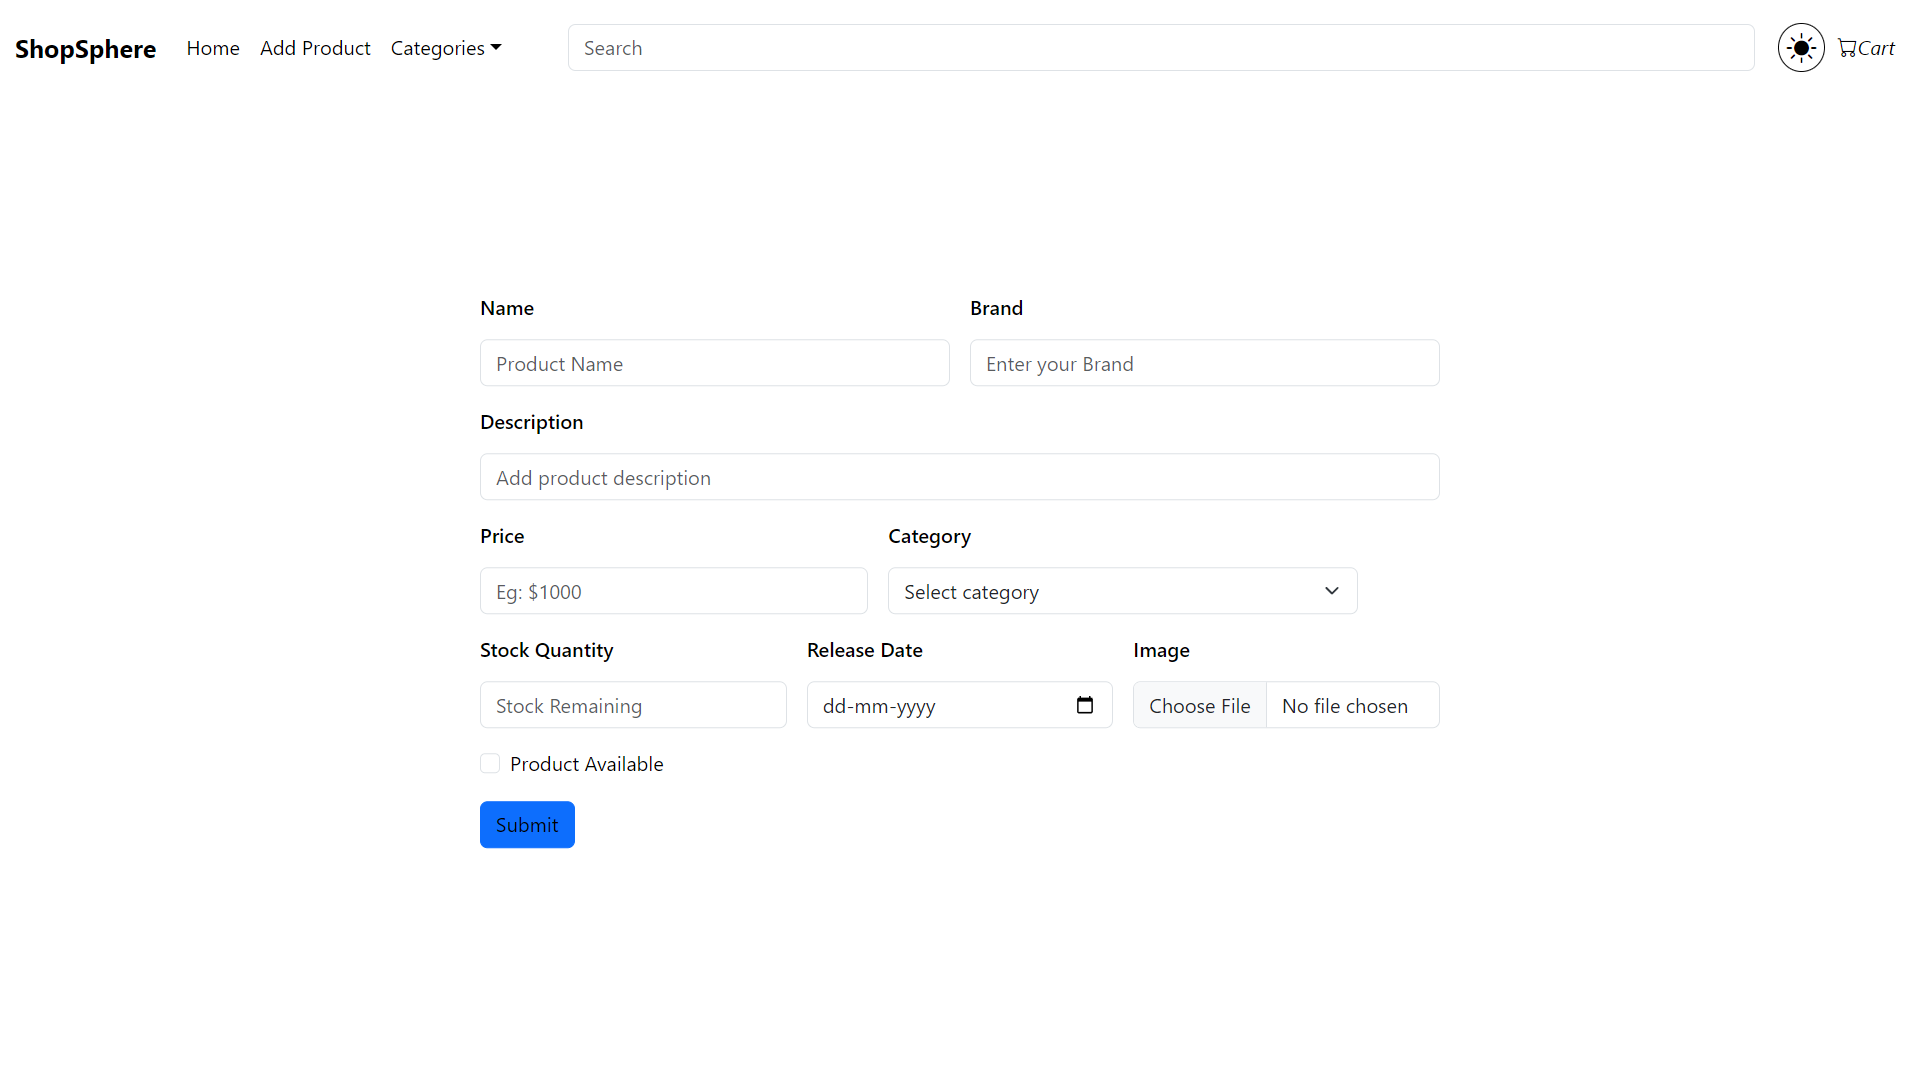 ShopSphere Home Add Product Categories Search Cart
Name Brand
Product Name Enter your Brand
Description
Add product description
Price Category
Eg: $1000 Select category
Stock Quantity Release Date Image
Stock Remaining dd-mm-yyyy Choose File No file chosen
Product Available
Submit